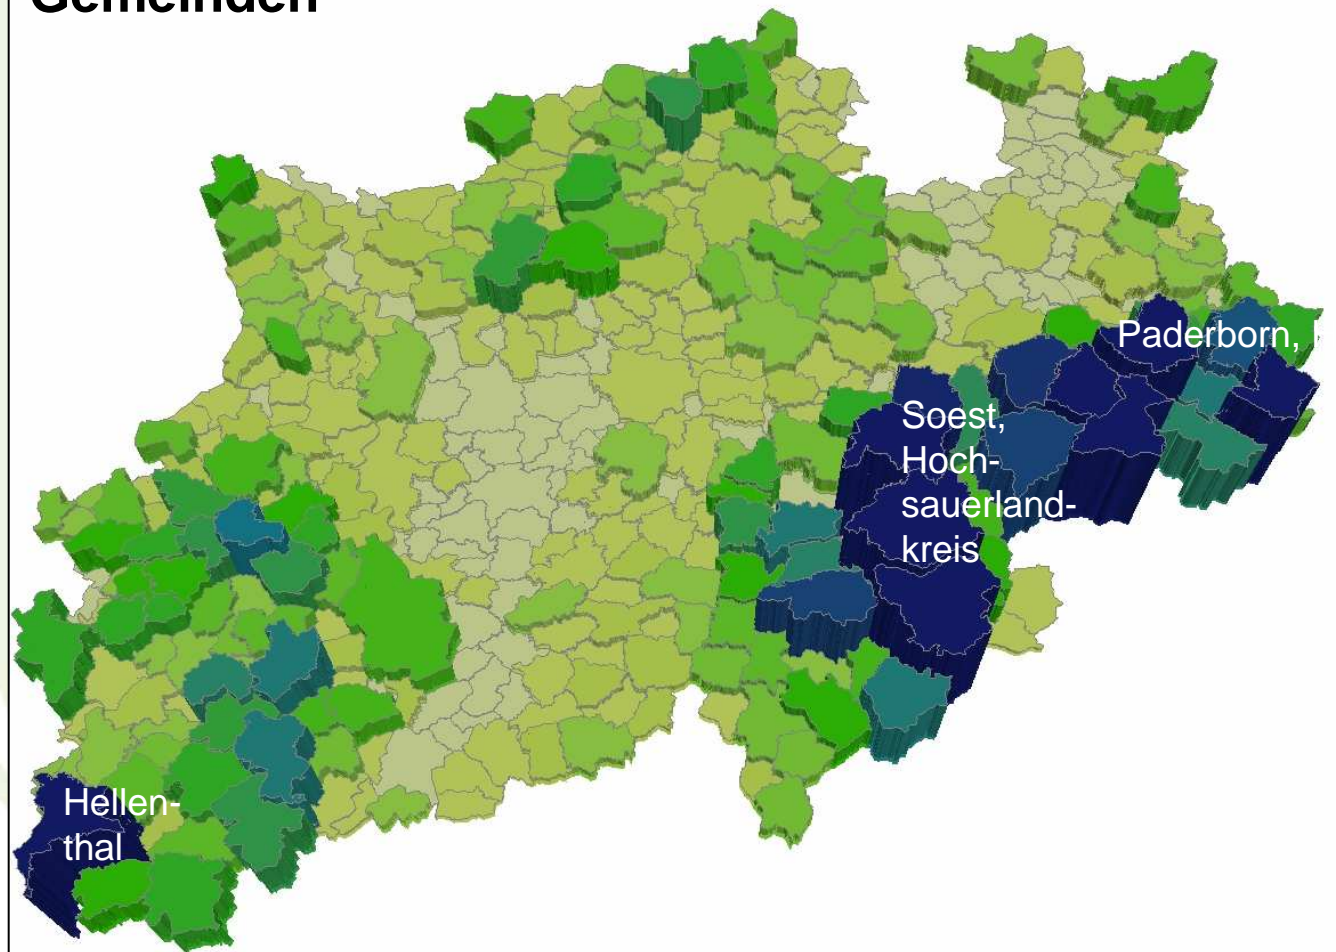 Gemeinden
Paderborn,
Soest,
Hoch-
sauerland-
kreis
Hellen-
thal